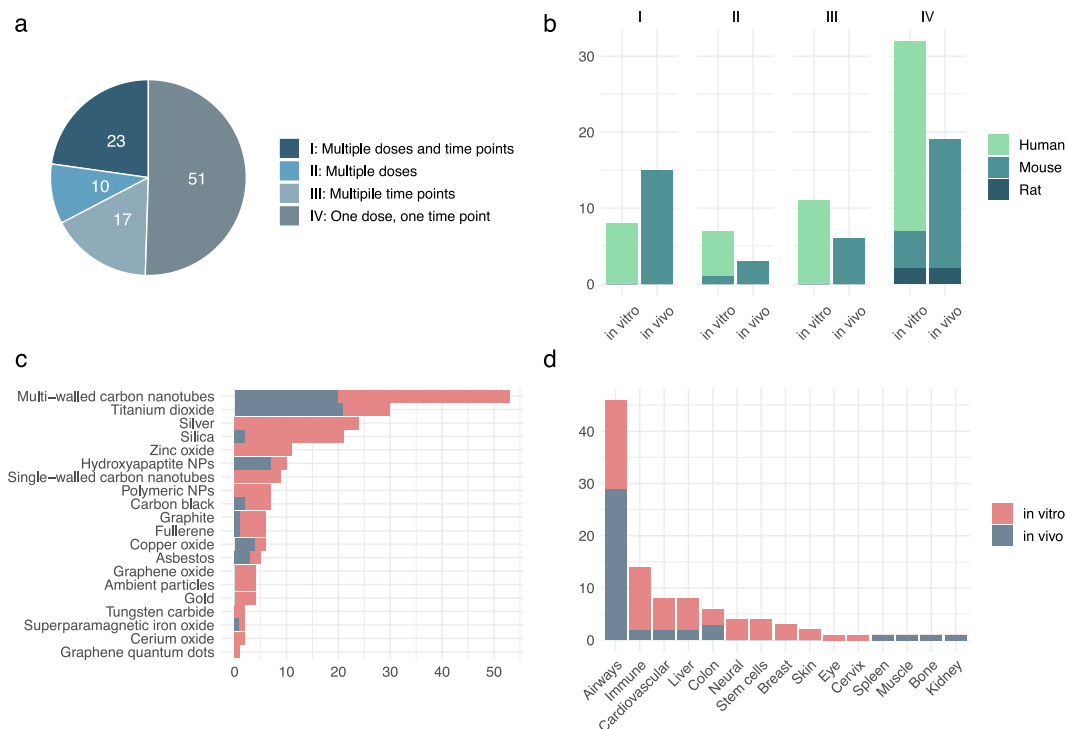 a
23
10
17
51
I: Multiple doses and time points
II: Multiple doses
III: Multipile time points
IV: One dose, one time point
b
I II III IV
30
20
10
0
in vitro in vivo in vitro in vivo in vitro in vivo in vitro in vivo
Human
Mouse
Rat
c
Multi−walled carbon nanotubes
Titanium dioxide
Silver
Silica
Zinc oxide
Hydroxyapaptite NPs
Single−walled carbon nanotubes
Polymeric NPs
Carbon black
Graphite
Fullerene
Copper oxide
Asbestos
Graphene oxide
Ambient particles
Gold
Tungsten carbide
Superparamagnetic iron oxide
Cerium oxide
Graphene quantum dots
0 10 20 30 40 50
d
40
30
20
10
0
Airways Immune Cardiovascular Liver Colon Neural Stem cells Breast Skin Eye Cervix Spleen Muscle Bone Kidney
in vitro
in vivo